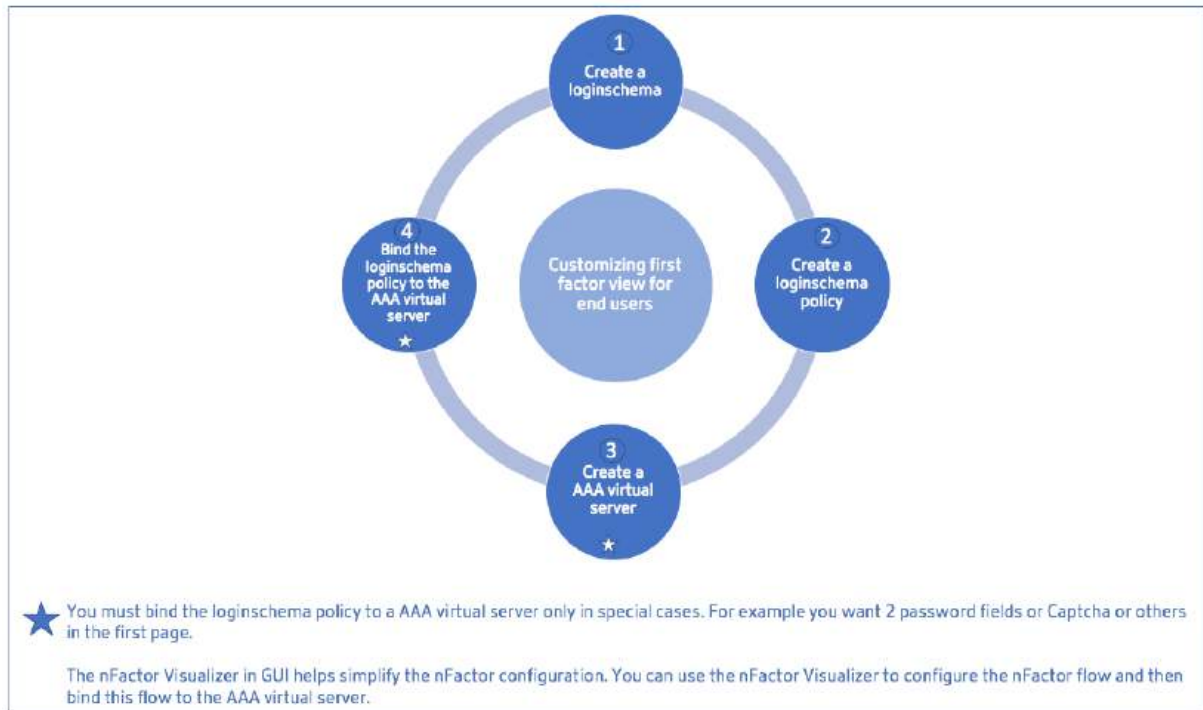 1
Create a
loginschema
2
Create a
loginschema
policy
3
Create a
AAA virtual
server
4
Bind the
loginschema
policy to the
AAA virtual
server
Customizing first
factor view for
end users
You must bind the loginschema policy to a AAA virtual server only in special cases. For example you want 2 password fields or Captcha or others
in the first page.
The nFactor Visualizer in GUI helps simplify the nFactor configuration. You can use the nFactor Visualizer to configure the nFactor flow and then
bind this flow to the AAA virtual server.